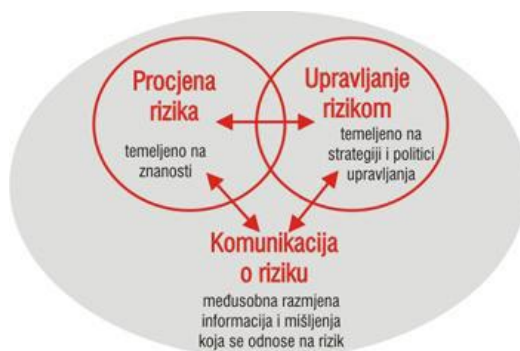 Procjena
rizika
temeljeno na
znanosti
Upravljanje
rizikom
temeljeno na
strategiji i politici
upravljanja
Komunikacija
o riziku
međusobna razmjena
informacija i mišljenja
koja se odnose na rizik